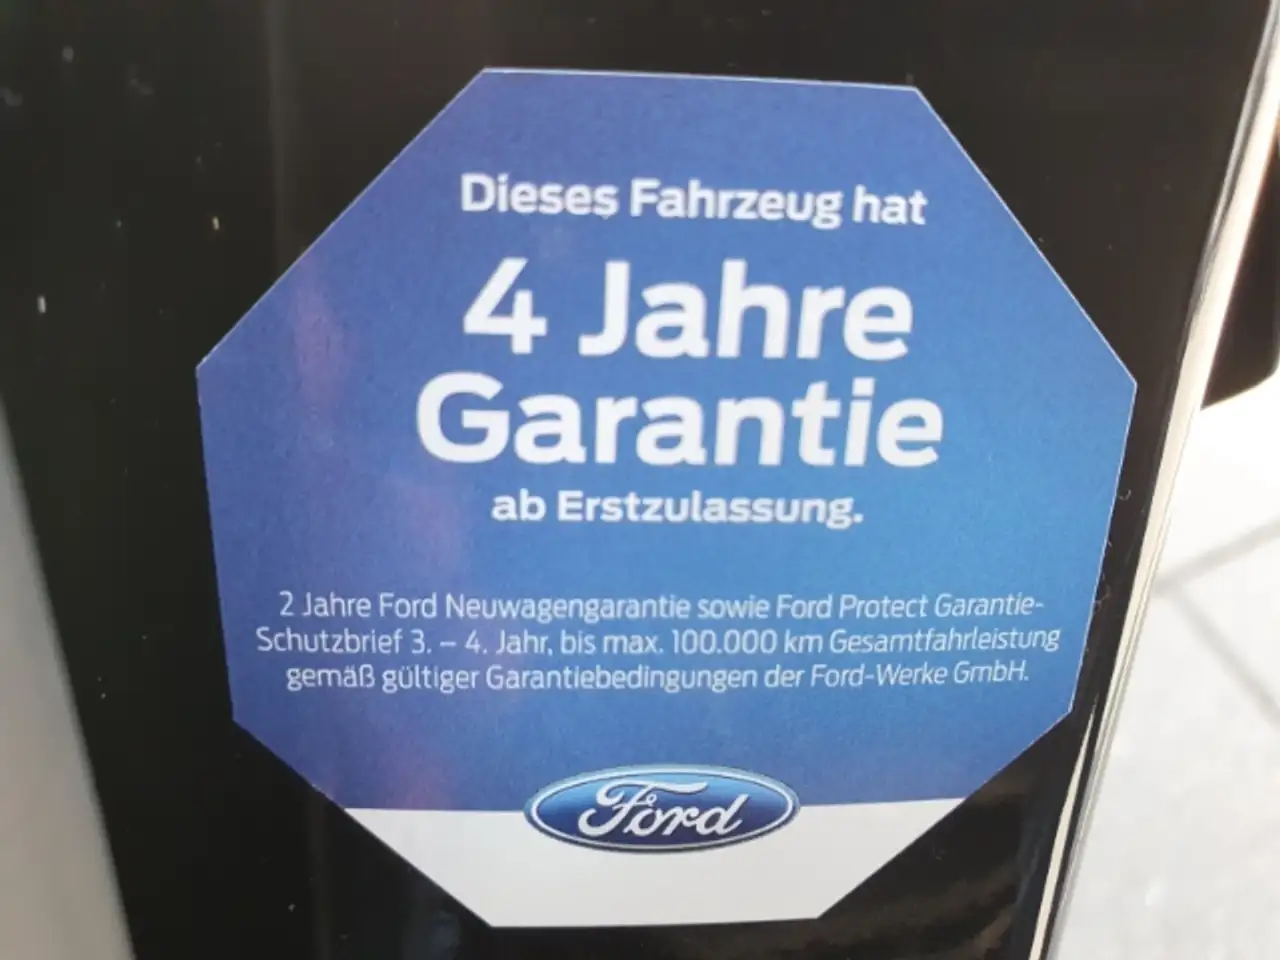 Dieses Fahrzeug hat
4 Jahre
Garantie
ab Erstzulassung.
2 Jahre Ford Neuwagengarantie sowie Ford Protect Garantie-
Schutzbrief 3. – 4. Jahr, bis max. 100.000 km Gesamtfahrleistung
gemäß gültiger Garantiebedingungen der Ford-Werke GmbH.
Ford